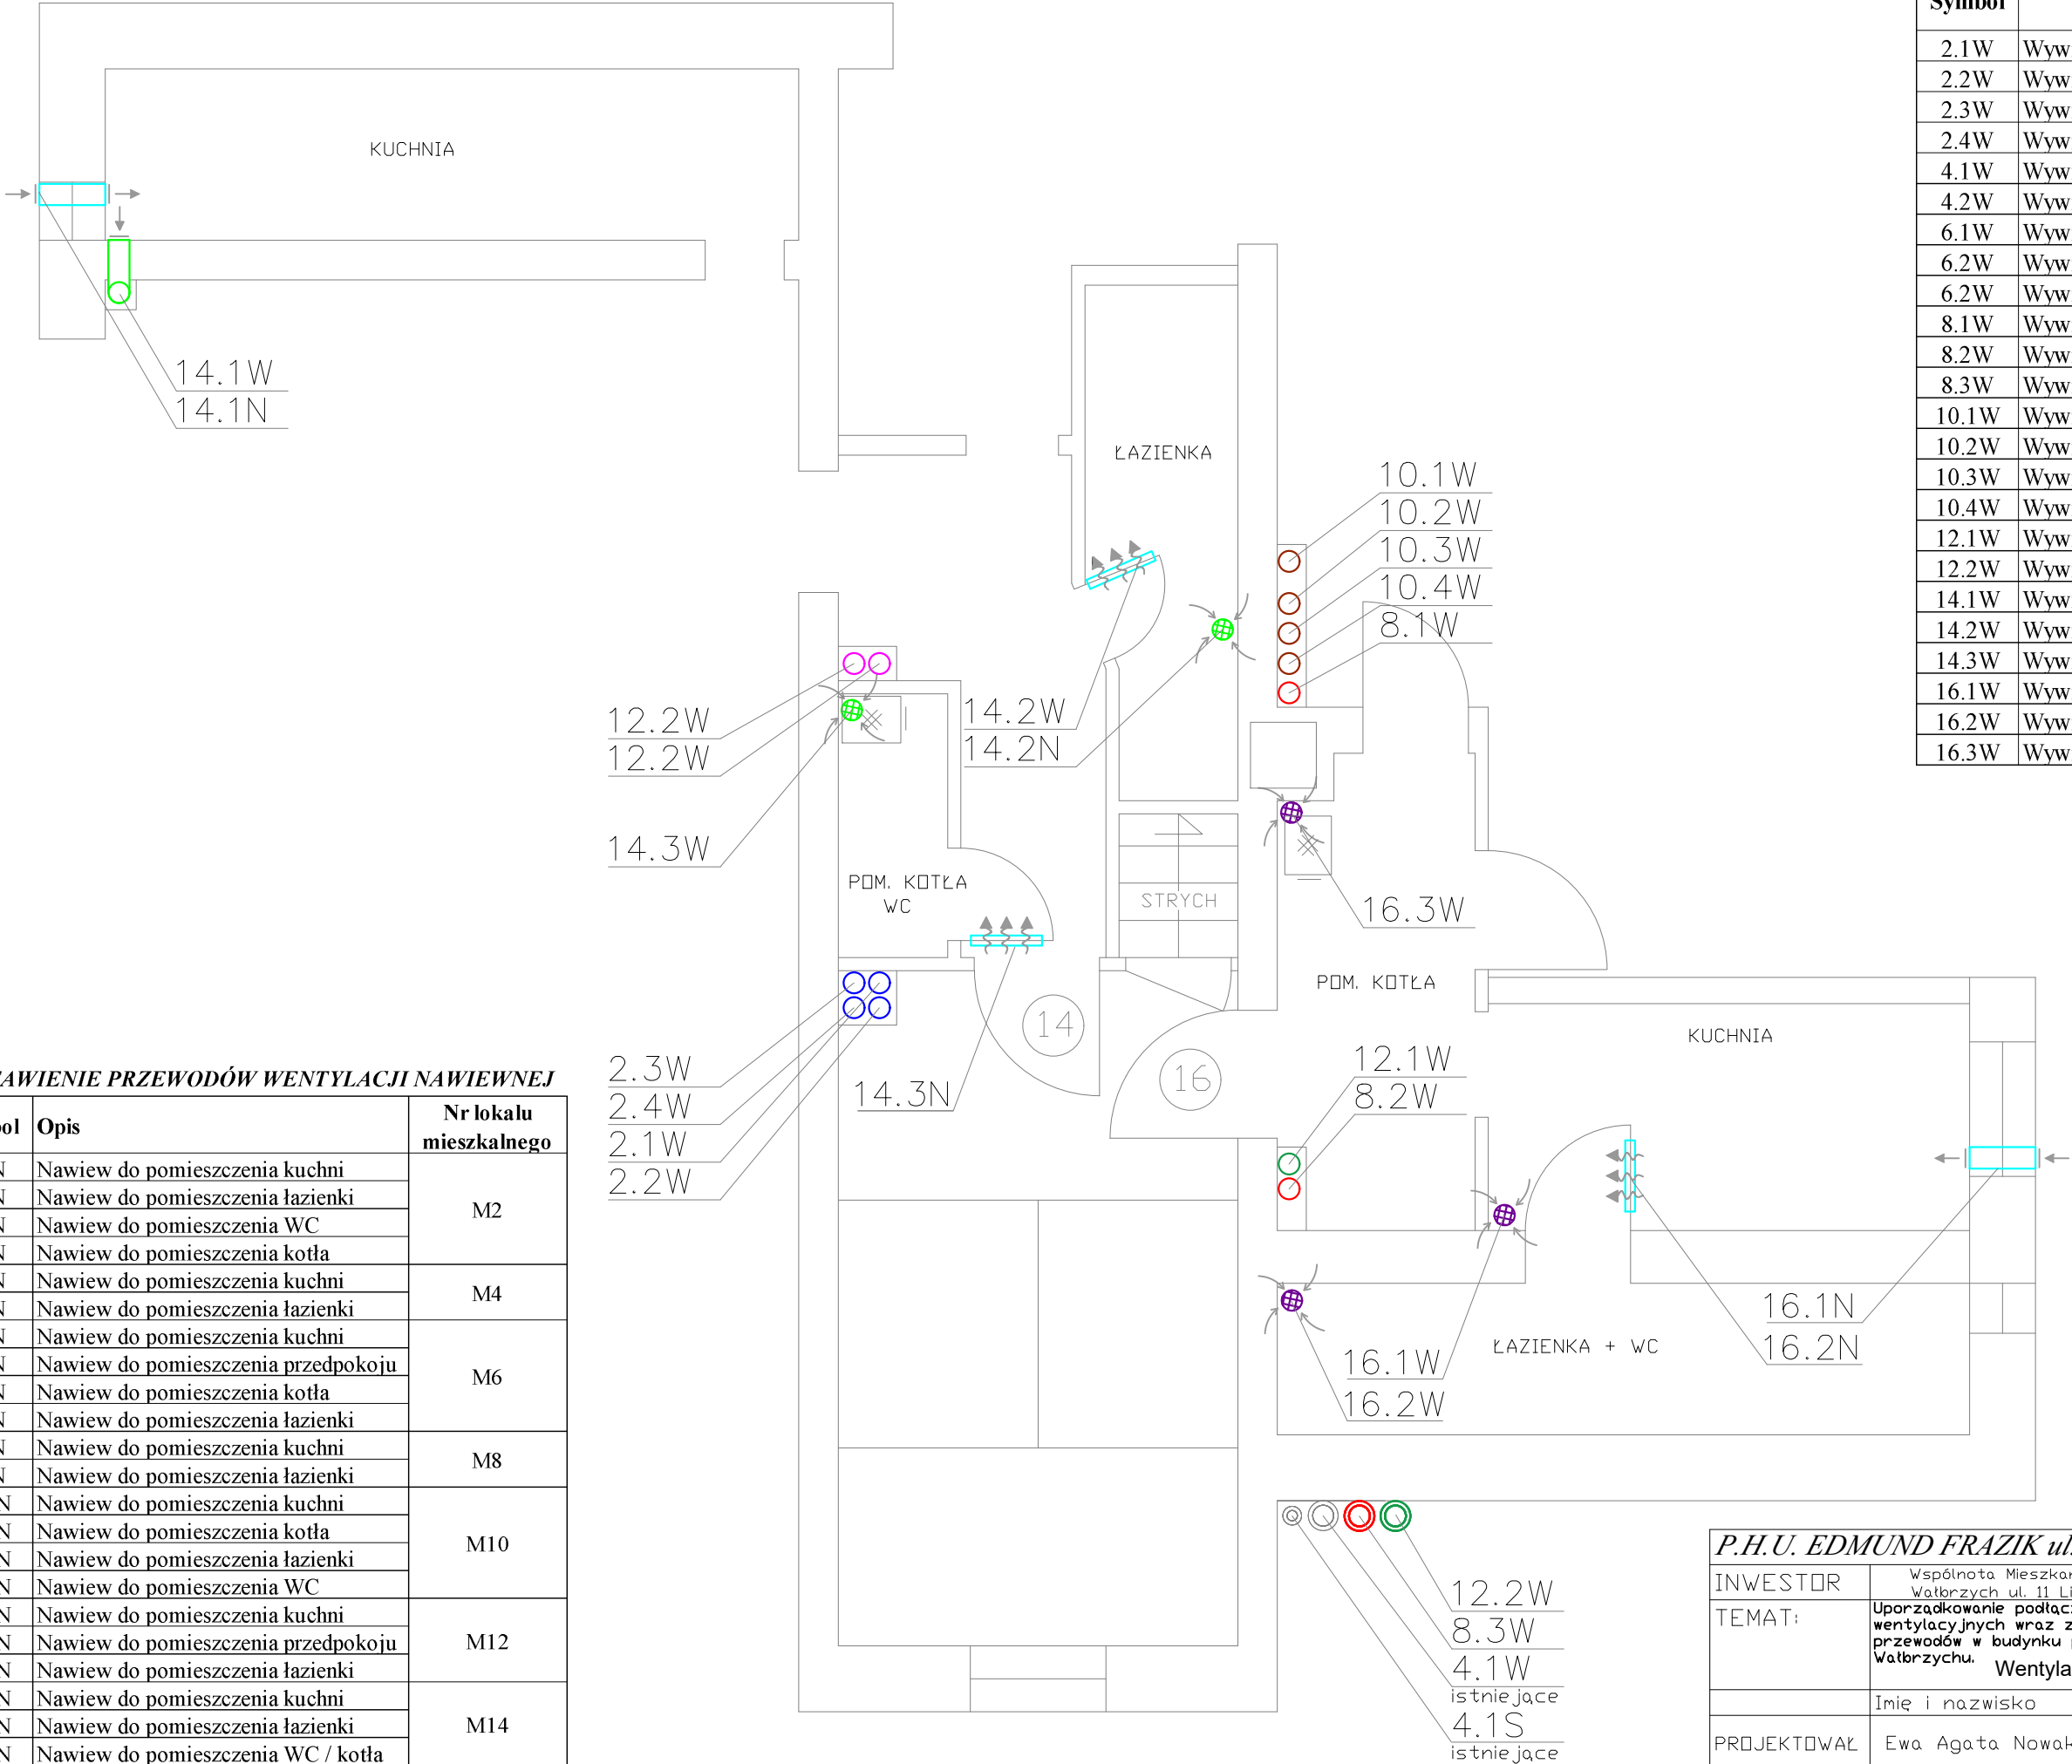 Symbol
2.1W Wyw
2.2W Wyw
2.3W Wyw
2.4W Wyw
4.1W Wyw
4.2W Wyw
6.1W Wyw
6.2W Wyw
6.2W Wyw
8.1W Wyw
8.2W Wyw
8.3W Wyw
10.1W Wyw
10.2W Wyw
10.3W Wyw
10.4W Wyw
12.1W Wyw
12.2W Wyw
14.1W Wyw
14.2W Wyw
14.3W Wyw
16.1W Wyw
16.2W Wyw
16.3W Wyw
KUCHNIA
14.1W
14.1N
ŁAZIENKA
10.1W
10.2W
10.3W
10.4W
8.1W
12.2W
12.2W
14.2W
14.2N
14.3W
POM. KOTŁA
WC
STRYCH
16.3W
POM. KOTŁA
14
16
KUCHNIA
2.3W
2.4W
2.1W
2.2W
14.3N
12.1W
8.2W
16.1N
16.2N
ŁAZIENKA + WC
16.1W
16.2W
12.2W
8.3W
4.1W
istniejące
4.1S
istniejące
AWIENIE PRZEWODÓW WENTYLACJI NAWIEWNEJ
ol Opis Nr lokalu
mieszkalnego
N Nawiew do pomieszczenia kuchni
N Nawiew do pomieszczenia łazienki
M2
N Nawiew do pomieszczenia WC
N Nawiew do pomieszczenia kotła
N Nawiew do pomieszczenia kuchni
M4
N Nawiew do pomieszczenia łazienki
N Nawiew do pomieszczenia kuchni
N Nawiew do pomieszczenia przedpokoju
M6
N Nawiew do pomieszczenia kotła
N Nawiew do pomieszczenia łazienki
N Nawiew do pomieszczenia kuchni
M8
N Nawiew do pomieszczenia łazienki
N Nawiew do pomieszczenia kuchni
N Nawiew do pomieszczenia kotła
M10
N Nawiew do pomieszczenia łazienki
N Nawiew do pomieszczenia WC
N Nawiew do pomieszczenia kuchni
N Nawiew do pomieszczenia przedpokoju M12
N Nawiew do pomieszczenia łazienki
N Nawiew do pomieszczenia kuchni
N Nawiew do pomieszczenia łazienki M14
N Nawiew do pomieszczenia WC / kotła
P.H.U. EDMUND FRAZIK ul.
INWESTOR Wspólnota Mieszka
Wałbrzych ul. 11 Li
TEMAT: Uporządkowanie podłącz
wentylacyjnych wraz z
przewodów w budynku
Wałbrzychu. Wentyla
Imię i nazwisko
PROJEKTOWAŁ Ewa Agata Nowak